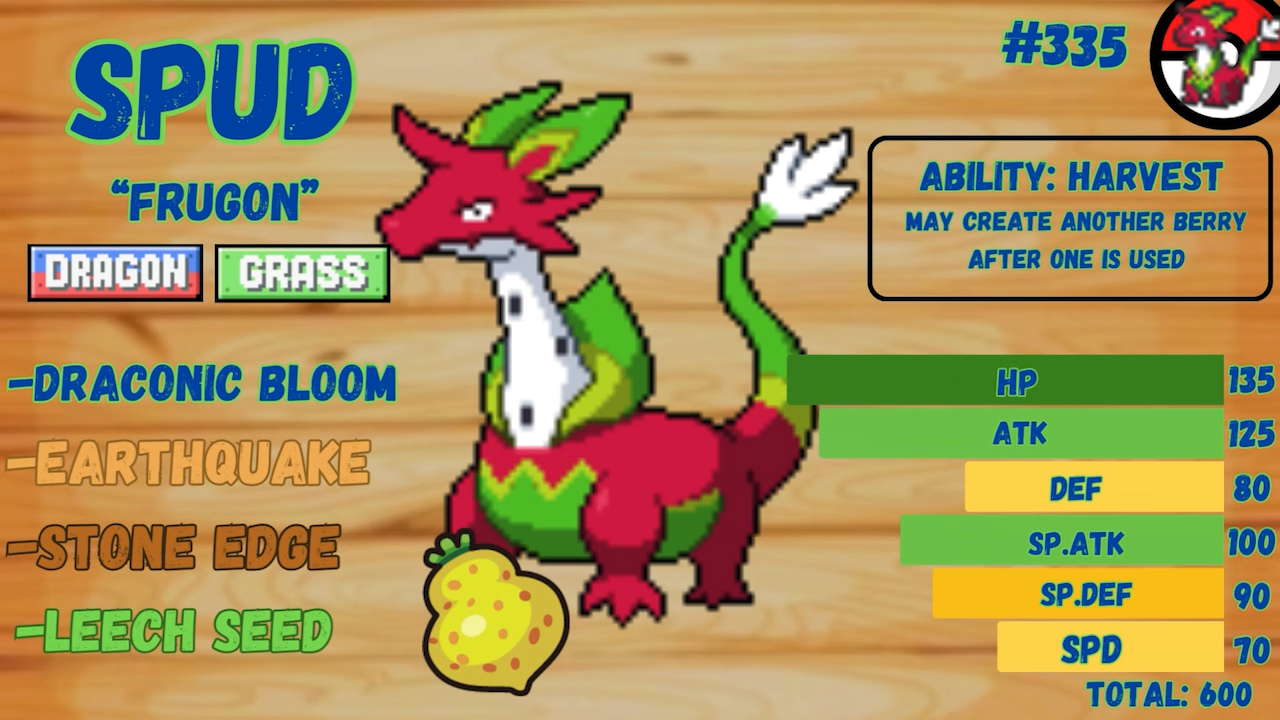 SPUD
"FRUGON"
DRAGON GRASS
-DRACONIC BLOOM
-EARTHQUAKE
-STONE EDGE
-LEECH SEED
#335
ABILITY: HARVEST
MAY CREATE ANOTHER BERRY
AFTER ONE IS USED
HP 135
ATK 125
DEF 80
SP.ATK 100
SP.DEF 90
SPD 70
TOTAL: 600